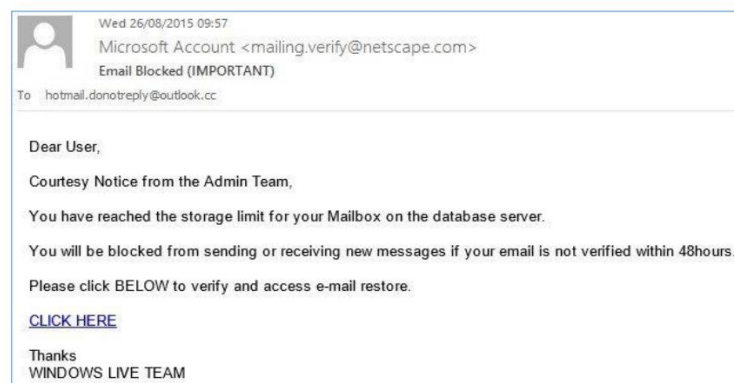 Wed 26/08/2015 09:57
Microsoft Account <mailing.verify@netscape.com>
Email Blocked (IMPORTANT)
To hotmail.donotreply@outlook.cc
Dear User,
Courtesy Notice from the Admin Team,
You have reached the storage limit for your Mailbox on the database server.
You will be blocked from sending or receiving new messages if your email is not verified within 48hours.
Please click BELOW to verify and access e-mail restore.
CLICK HERE
Thanks
WINDOWS LIVE TEAM